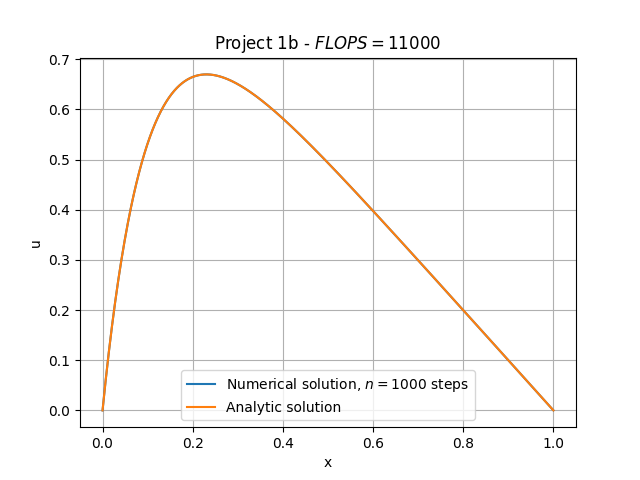 Project 1b - FLOPS = 11000
0.7
0.6
0.5
0.4
0.3
0.2
0.1
0.0
u
Numerical solution, n = 1000 steps
Analytic solution
0.0 0.2 0.4 0.6 0.8 1.0
x